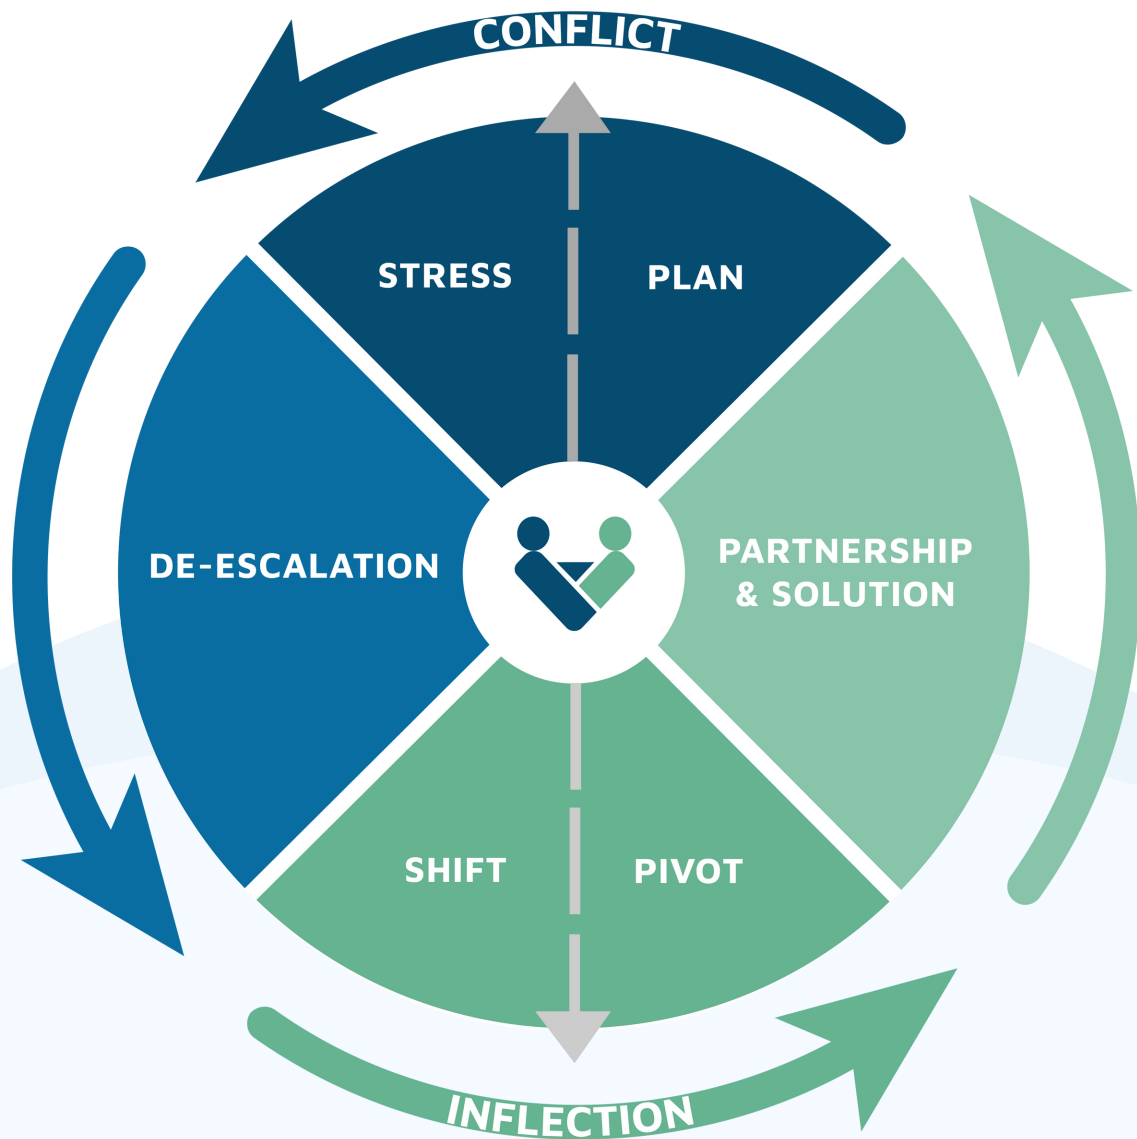 CONFLICT
STRESS
PLAN
DE-ESCALATION
PARTNERSHIP
& SOLUTION
SHIFT
PIVOT
INFLECTION